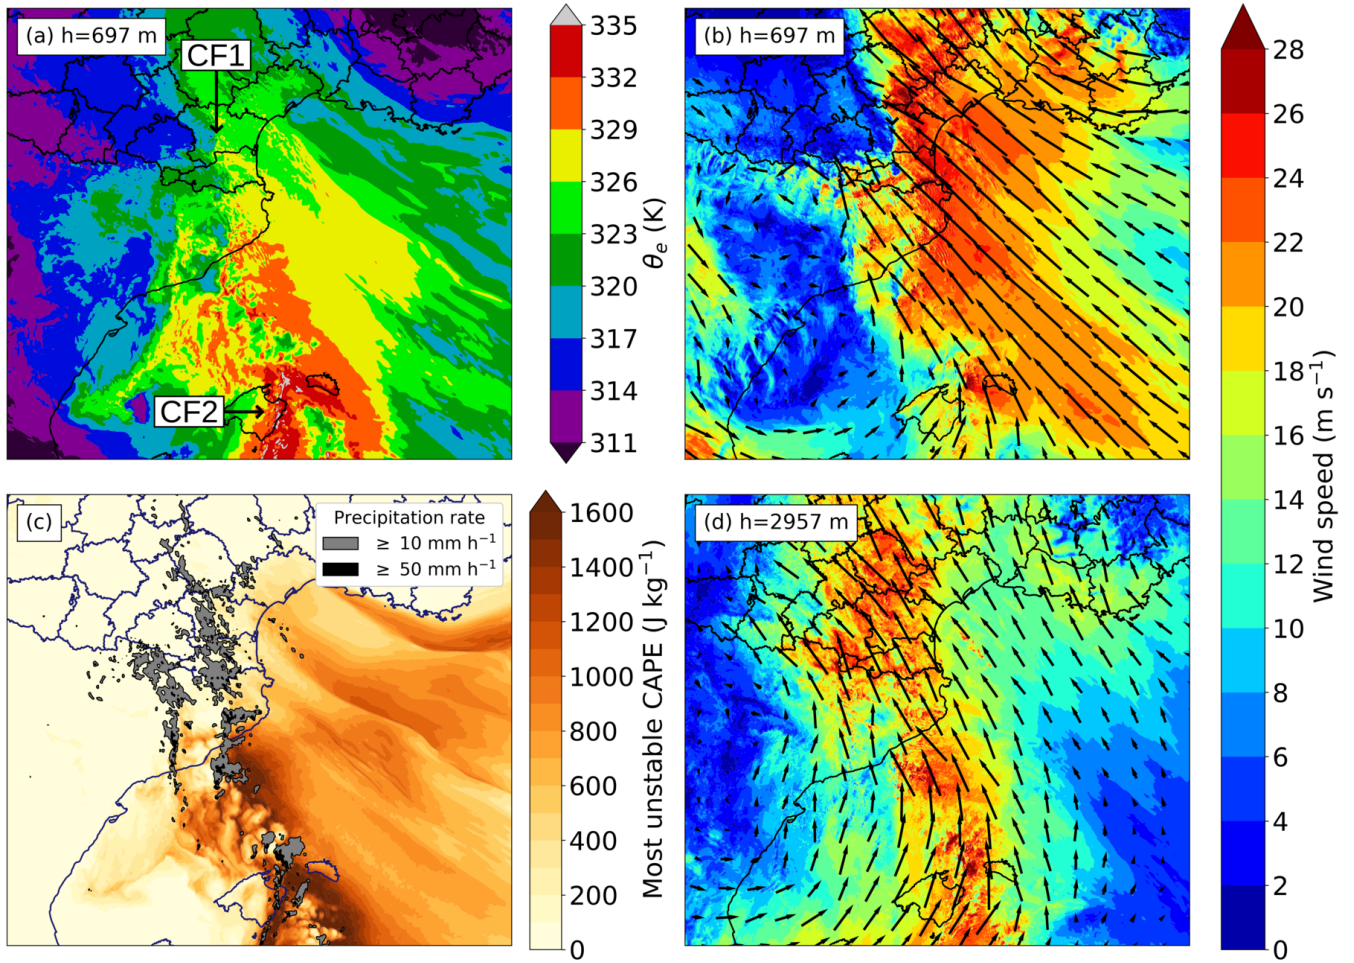 (a) h=697 m
CF1
CF2
335
332
329
326
323
320
317
314
311
θe (K)
(b) h=697 m
28
26
24
22
20
18
16
14
12
10
8
6
4
2
0
Wind speed (m s−1)
(c)
Precipitation rate
≥ 10 mm h−1
≥ 50 mm h−1
1600
1400
1200
1000
800
600
400
200
0
Most unstable CAPE (J kg−1)
(d) h=2957 m